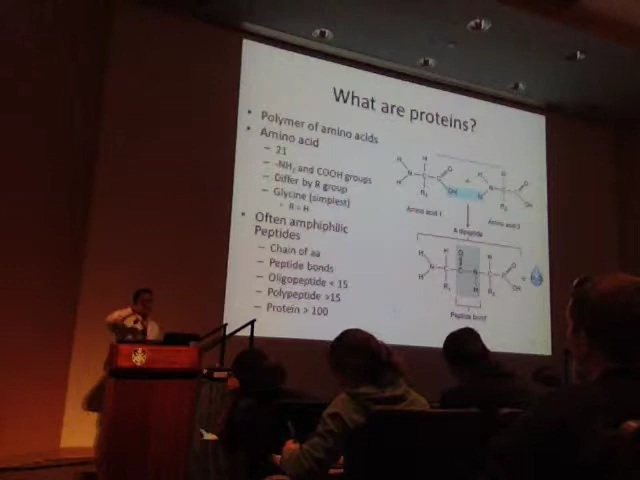 What are proteins?
• Polymer of amino acids
• Amino acid
– 21
– -NH₂ and COOH groups
– Differ by R group
– Glycine (simplest)
• R = H
• Often amphiphilic
Peptides
– Chain of aa
– Peptide bonds
– Oligopeptide < 15
– Polypeptide >15
– Protein > 100
Amino acid 1
Amino acid 2
A dipeptide
Peptide bond